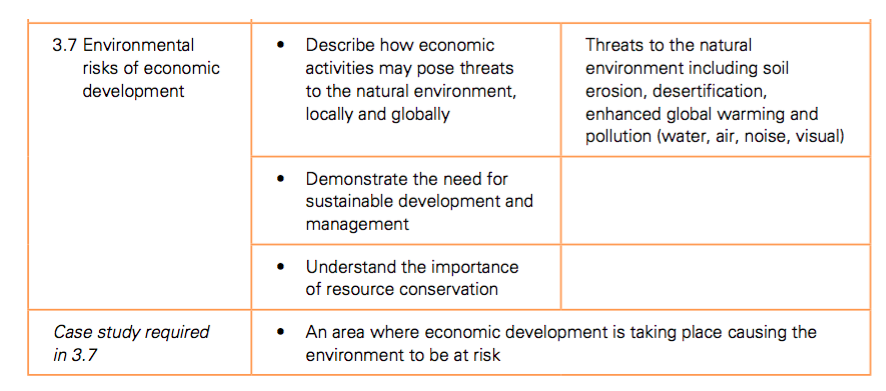 3.7 Environmental
risks of economic
development
• Describe how economic
activities may pose threats
to the natural environment,
locally and globally
Threats to the natural
environment including soil
erosion, desertification,
enhanced global warming and
pollution (water, air, noise, visual)
• Demonstrate the need for
sustainable development and
management
• Understand the importance
of resource conservation
Case study required
in 3.7
• An area where economic development is taking place causing the
environment to be at risk